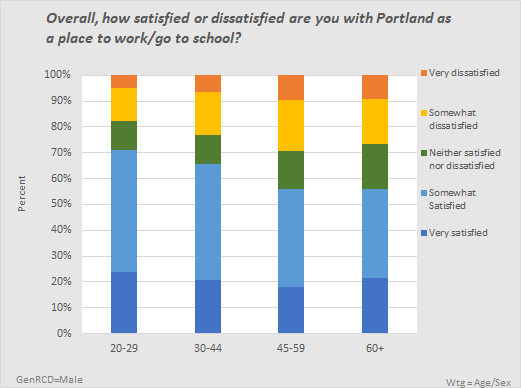 Overall, how satisfied or dissatisfied are you with Portland as
a place to work/go to school?
100%
90%
80%
70%
60%
50%
40%
30%
20%
10%
0%
Percent
20-29
30-44
45-59
60+
Very dissatisfied
Somewhat
dissatisfied
Neither satisfied
nor dissatisfied
Somewhat
Satisfied
Very satisfied
GenRCD=Male
Wtg = Age/Sex